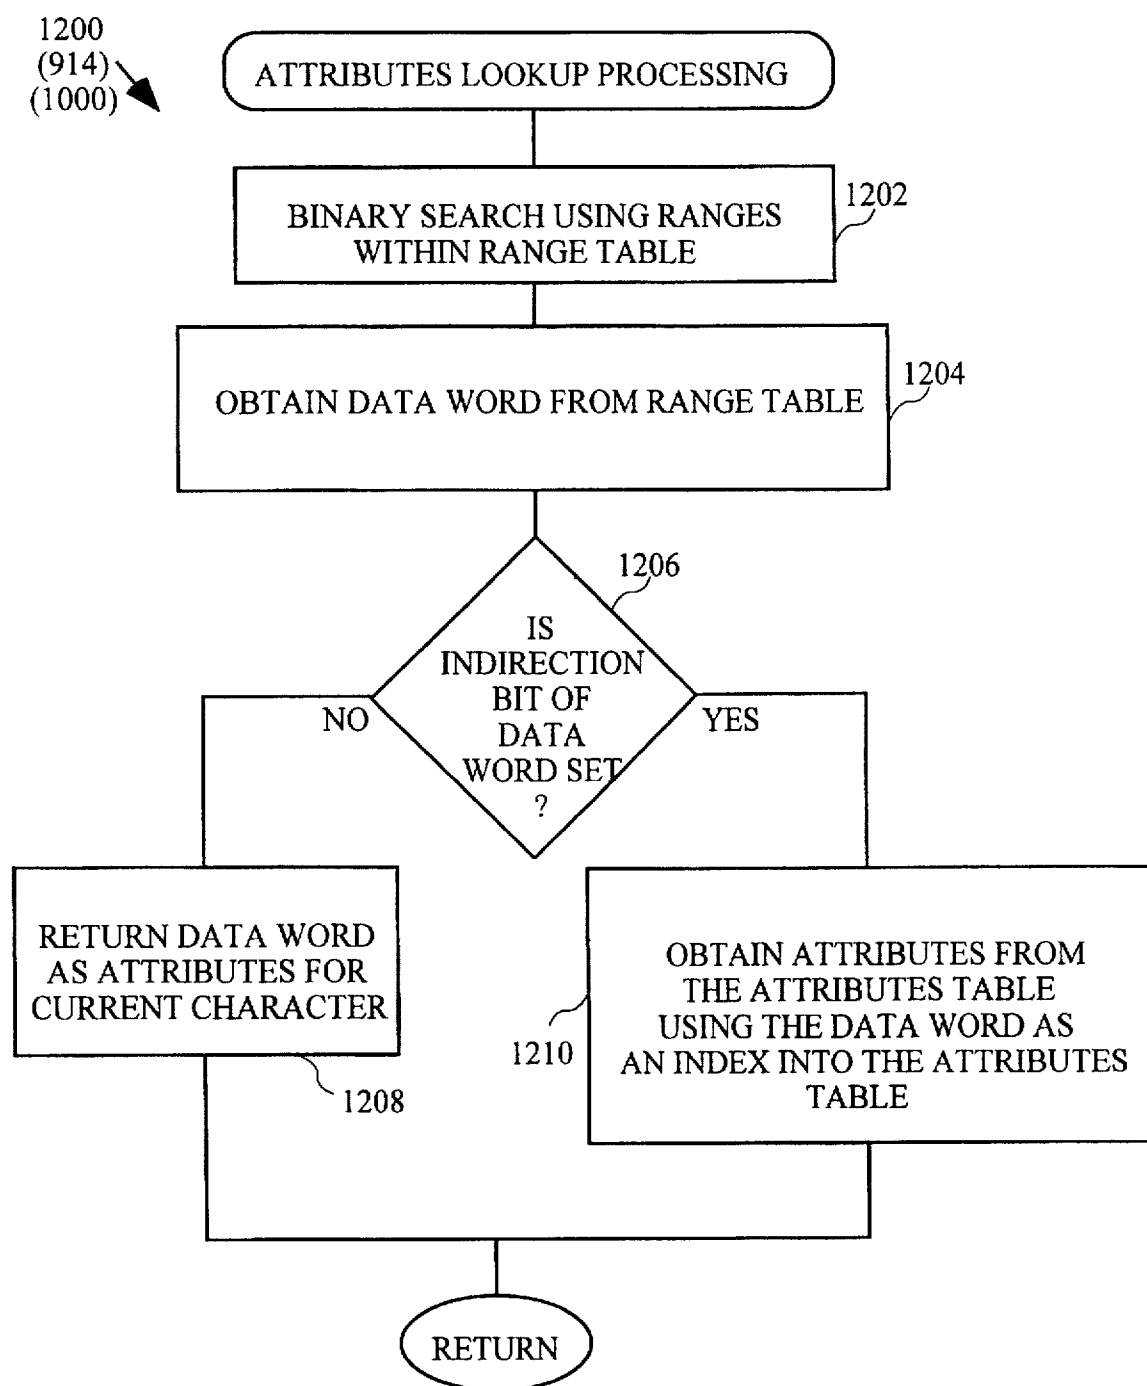 1200
(914)
(1000)
ATTRIBUTES LOOKUP PROCESSING
1202
BINARY SEARCH USING RANGES
WITHIN RANGE TABLE
1204
OBTAIN DATA WORD FROM RANGE TABLE
1206
IS
INDIRECTION
BIT OF
DATA
WORD SET
?
NO
YES
RETURN DATA WORD
AS ATTRIBUTES FOR
CURRENT CHARACTER
1208
OBTAIN ATTRIBUTES FROM
THE ATTRIBUTES TABLE
USING THE DATA WORD AS
AN INDEX INTO THE ATTRIBUTES
TABLE
1210
RETURN